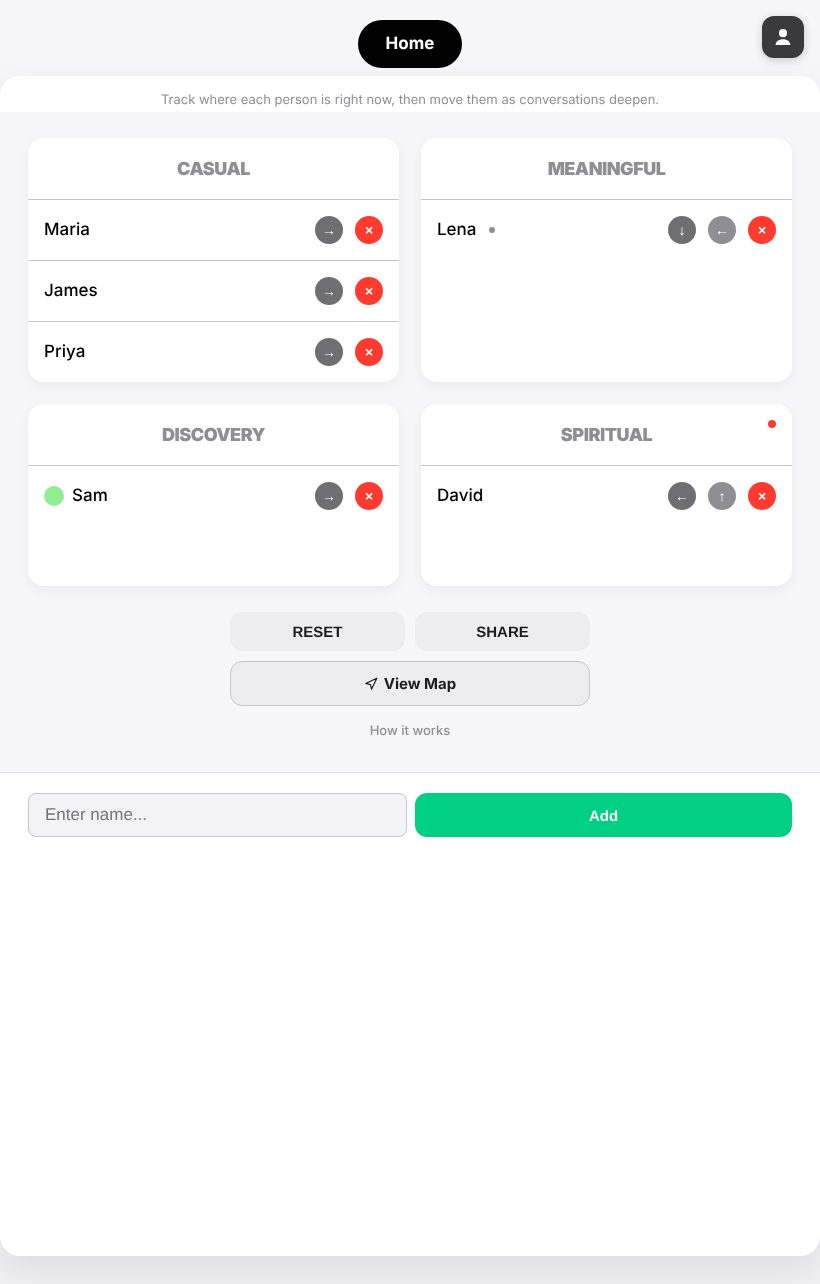 Home
Track where each person is right now, then move them as conversations deepen.
CASUAL
Maria → ×
James → ×
Priya → ×
MEANINGFUL
Lena ↓ ← ×
DISCOVERY
Sam → ×
SPIRITUAL
David ← ↑ ×
RESET SHARE
View Map
How it works
Enter name... Add